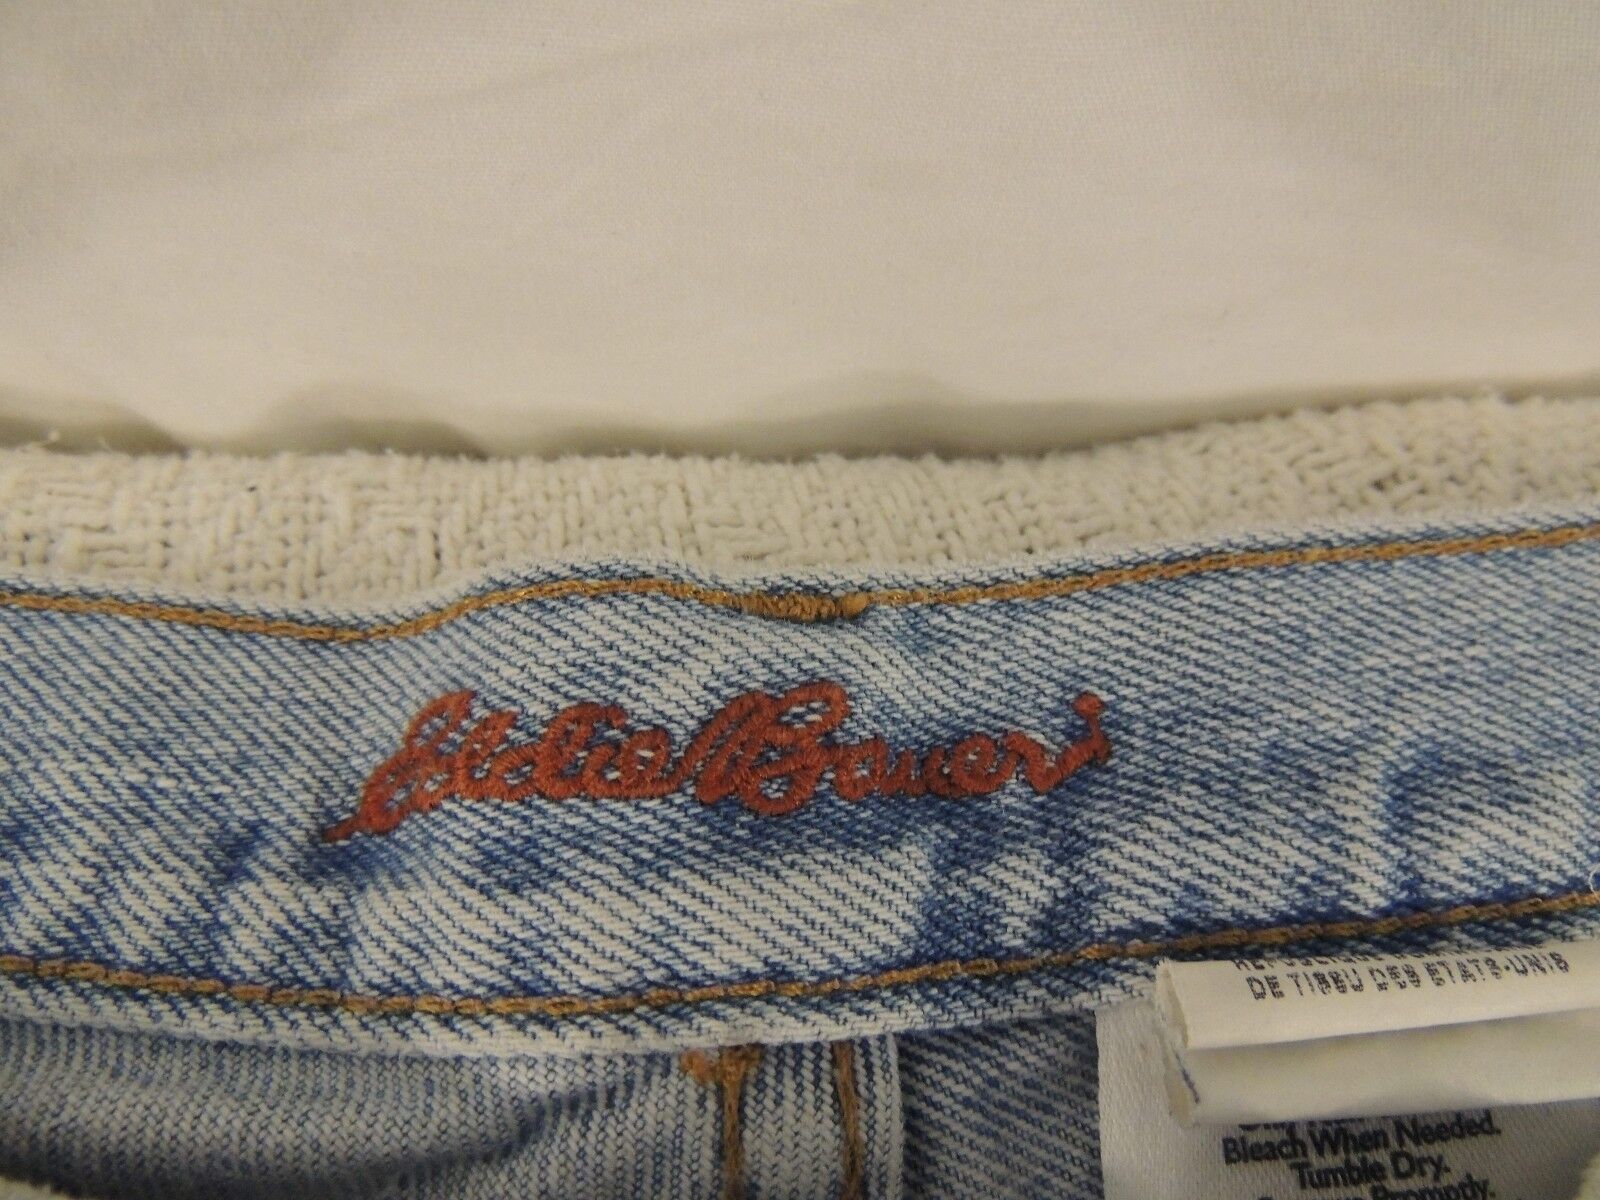 Eddie Bauer
DE TISSU DES ETATS-UNIS
Bleach When Needed.
Tumble Dry.